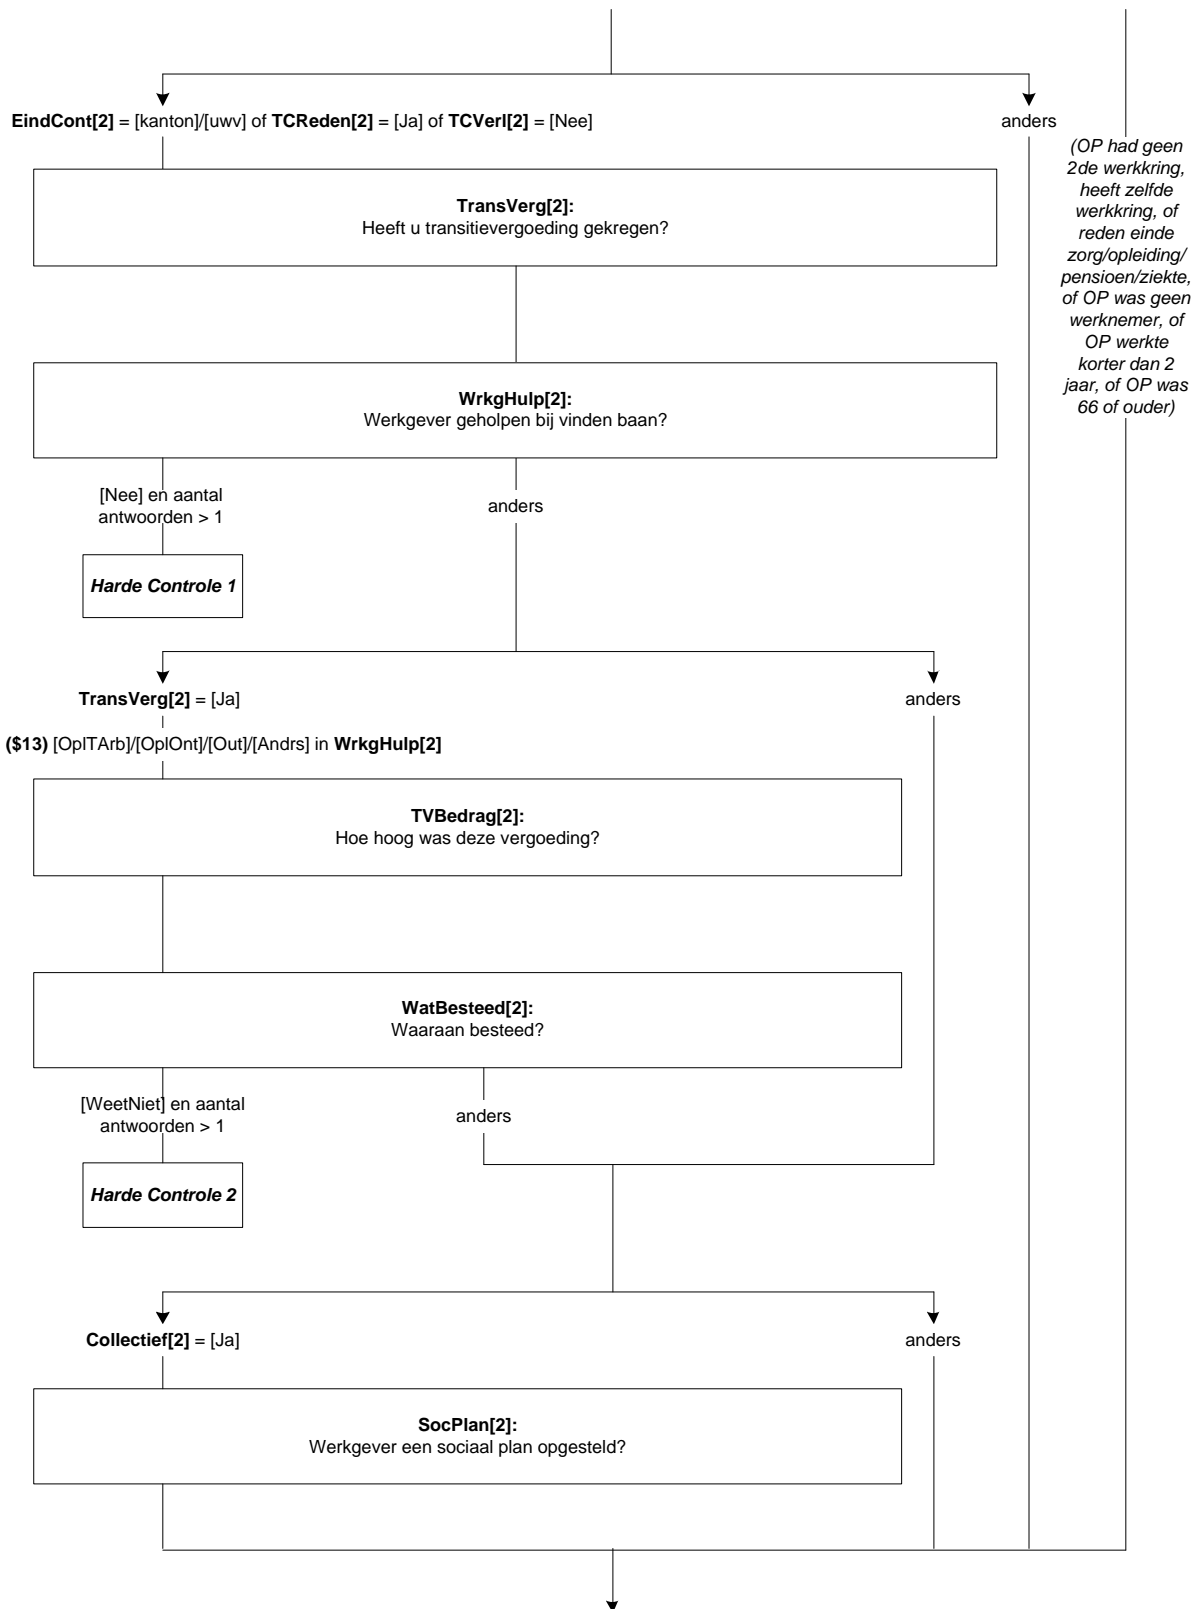 EindCont[2] = [kanton]/[uwv] of TCReden[2] = [Ja] of TCVerl[2] = [Nee]
anders
(OP had geen
2de werkkring,
heeft zelfde
werkkring, of
reden einde
zorg/opleiding/
pensioen/ziekte,
of OP was geen
werknemer, of
OP werkte
korter dan 2
jaar, of OP was
66 of ouder)
TransVerg[2]:
Heeft u transitievergoeding gekregen?
WrkgHulp[2]:
Werkgever geholpen bij vinden baan?
[Nee] en aantal
antwoorden > 1
anders
Harde Controle 1
TransVerg[2] = [Ja]
anders
($13) [OplTArb]/[OplOnt]/[Out]/[Andrs] in WrkgHulp[2]
TVBedrag[2]:
Hoe hoog was deze vergoeding?
WatBesteed[2]:
Waaraan besteed?
[WeetNiet] en aantal
antwoorden > 1
anders
Harde Controle 2
Collectief[2] = [Ja]
anders
SocPlan[2]:
Werkgever een sociaal plan opgesteld?